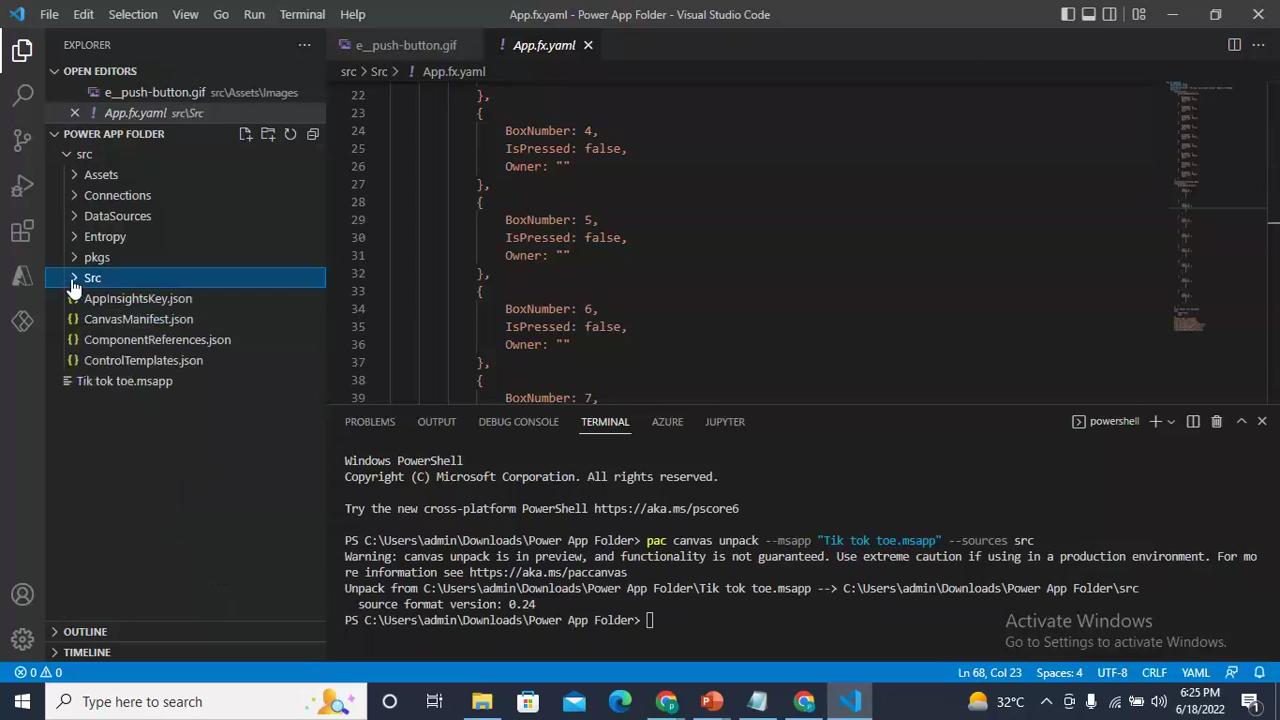 File Edit Selection View Go Run Terminal Help App.fx.yaml - Power App Folder - Visual Studio Code
EXPLORER
e__push-button.gif
App.fx.yaml
OPEN EDITORS
src > Src > ! App.fx.yaml
e__push-button.gif src\Assets\Images
App.fx.yaml src\Src
POWER APP FOLDER
src
Assets
Connections
DataSources
Entropy
pkgs
Src
AppInsightsKey.json
CanvasManifest.json
ComponentReferences.json
ControlTemplates.json
Tik tok toe.msapp
OUTLINE
TIMELINE
22 },
23 {
24 BoxNumber: 4,
25 IsPressed: false,
26 Owner: ""
27 },
28 {
29 BoxNumber: 5,
30 IsPressed: false,
31 Owner: ""
32 },
33 {
34 BoxNumber: 6,
35 IsPressed: false,
36 Owner: ""
37 },
38 {
39 BoxNumber: 7,
PROBLEMS OUTPUT DEBUG CONSOLE TERMINAL AZURE JUPYTER
powershell
Windows PowerShell
Copyright (C) Microsoft Corporation. All rights reserved.
Try the new cross-platform PowerShell https://aka.ms/pscore6
PS C:\Users\admin\Downloads\Power App Folder> pac canvas unpack --msapp "Tik tok toe.msapp" --sources src
Warning: canvas unpack is in preview, and functionality is not guaranteed. Use extreme caution if using in a production environment. For mo
re information see https://aka.ms/paccanvas
Unpack from C:\Users\admin\Downloads\Power App Folder\Tik tok toe.msapp --> C:\Users\admin\Downloads\Power App Folder\src
source format version: 0.24
PS C:\Users\admin\Downloads\Power App Folder>
Activate Windows
Go to Settings to activate Windows.
0 0 Ln 68, Col 23 Spaces: 4 UTF-8 CRLF YAML
Type here to search
32°C
6:25 PM
6/18/2022
1